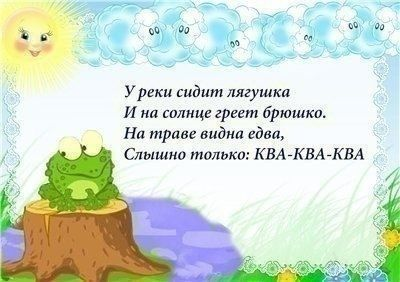 У реки сидит лягушка
И на солнце греет брюшко.
На траве видна едва,
Слышно только: КВА-КВА-КВА